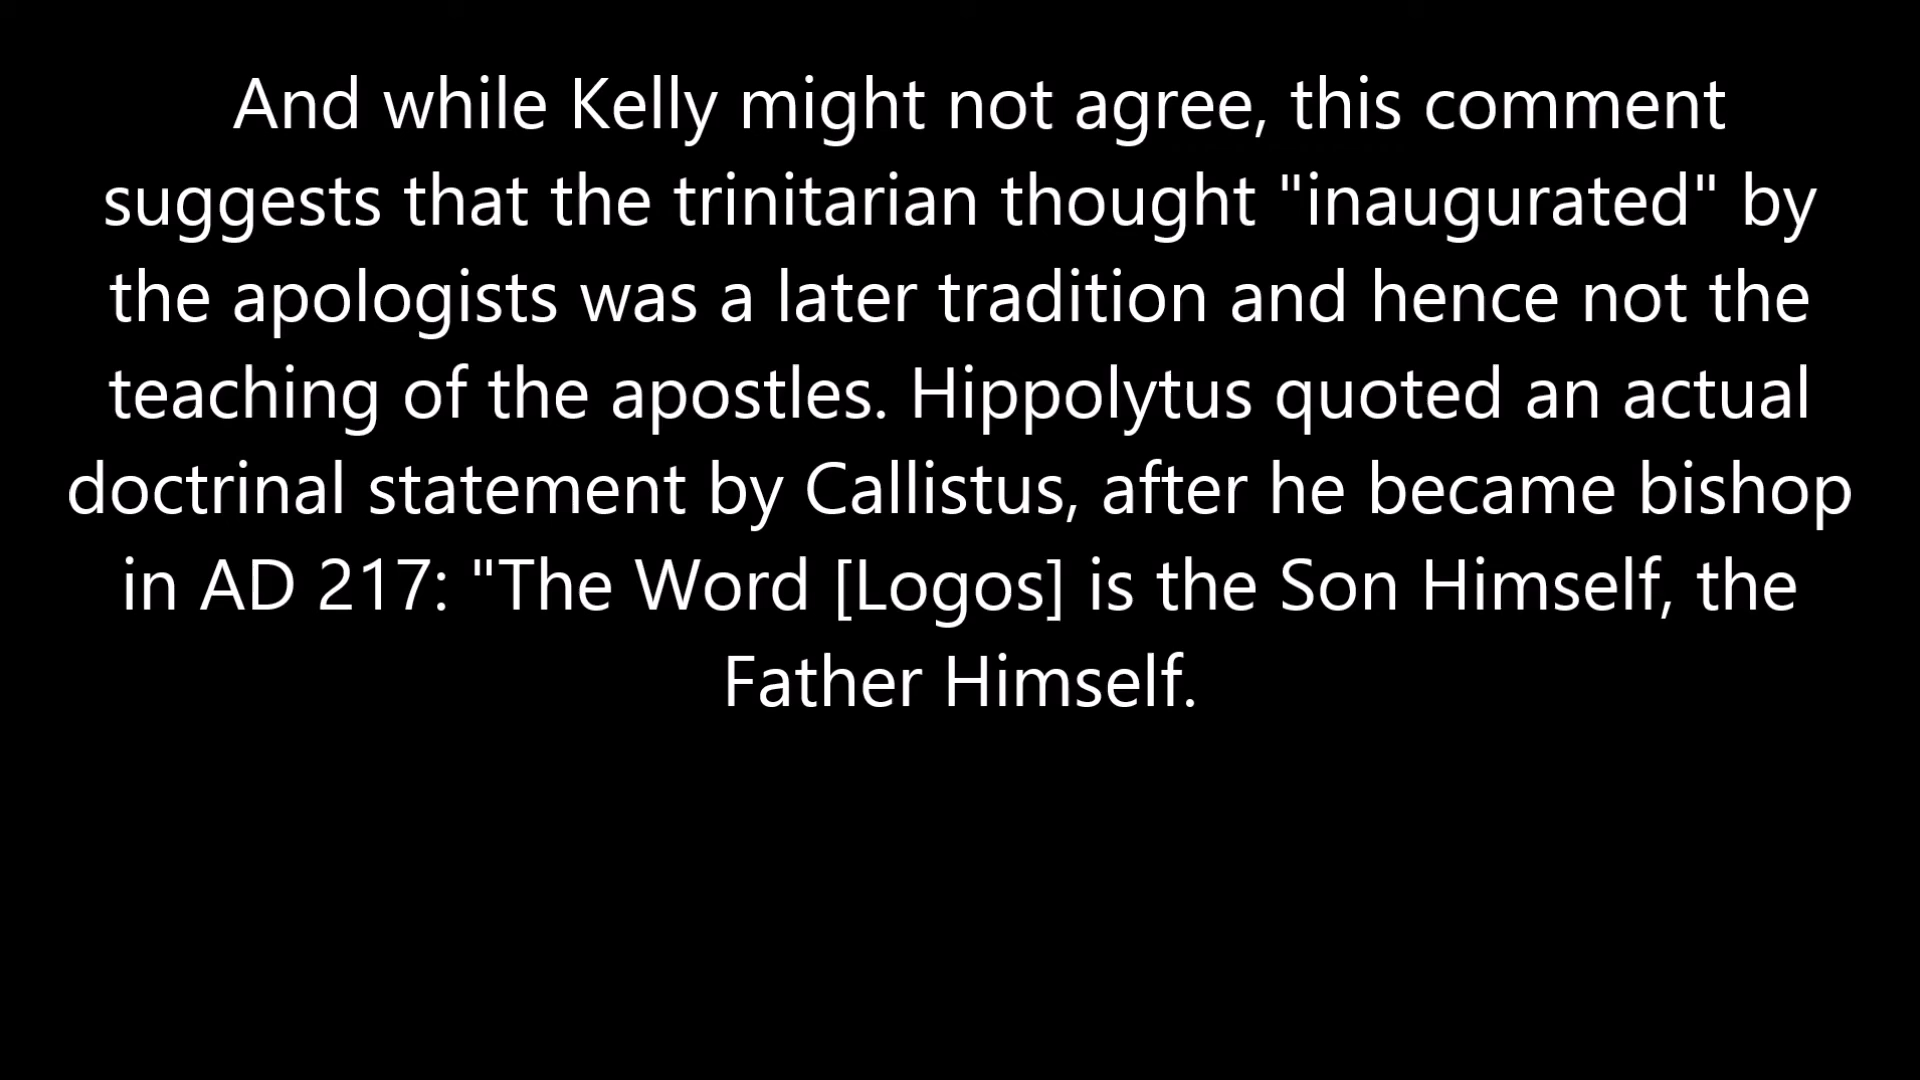 And while Kelly might not agree, this comment
suggests that the trinitarian thought "inaugurated" by
the apologists was a later tradition and hence not the
teaching of the apostles. Hippolytus quoted an actual
doctrinal statement by Callistus, after he became bishop
in AD 217: "The Word [Logos] is the Son Himself, the
Father Himself.